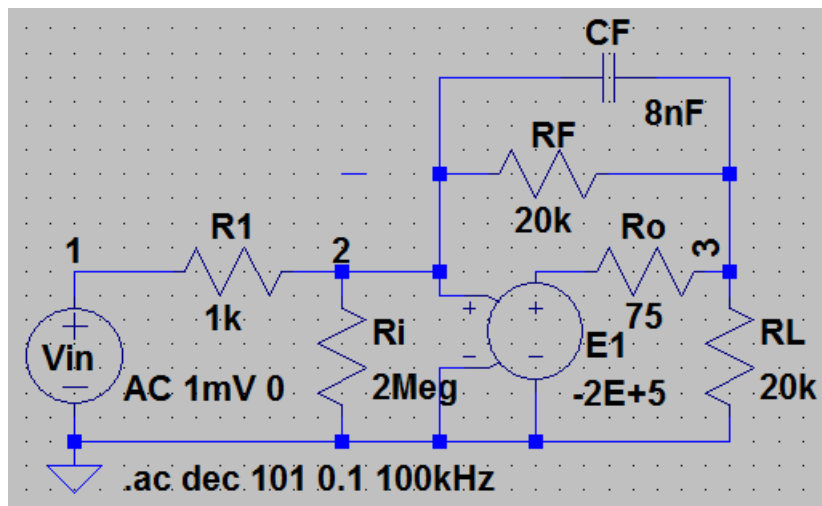 CF
8nF
RF
20k
1
R1
1k
2
Ro
75
3
Vin
AC 1mV 0
Ri
2Meg
E1
-2E+5
RL
20k
.ac dec 101 0.1 100kHz